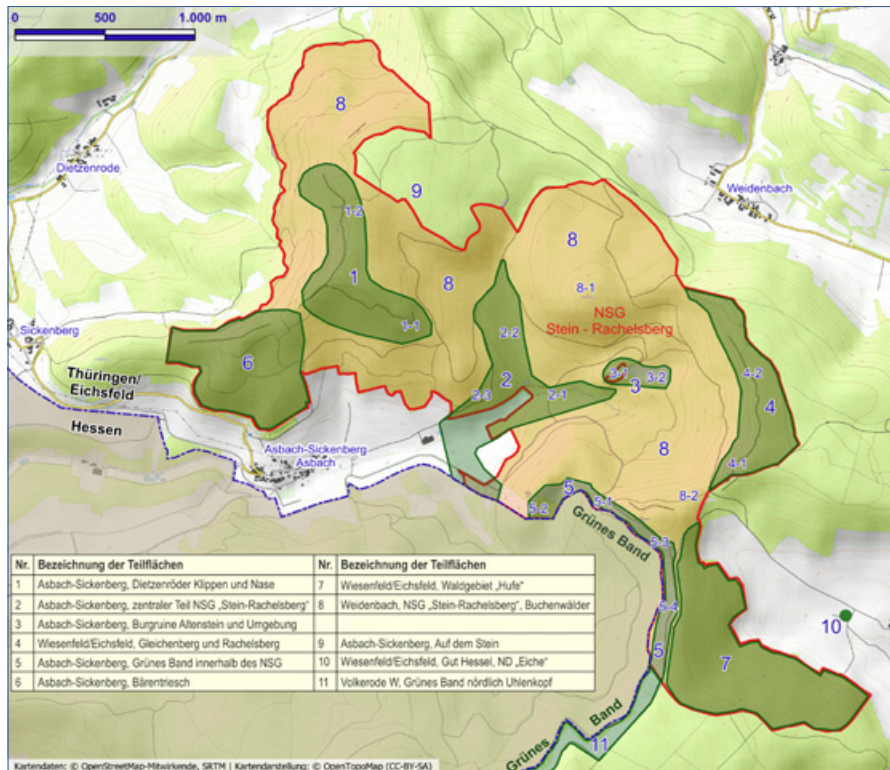 0 500 1.000 m
8
Dietzenrode
9
Weidenbach
1-2
8
1
8
8-1
NSG
Stein - Rachelsberg
1-1
2-2
Sickenberg
6
3-1
3-2
4-2
Thüringen/
Eichsfeld
2
3
2-3
2-1
4
Hessen
Asbach-Sickenberg
Asbach
8
4-1
5
5-1
8-2
5-2
Grünes Band
5-3
Nr. Bezeichnung der Teilflächen Nr. Bezeichnung der Teilflächen
1 Asbach-Sickenberg, Dietzenröder Klippen und Nase 7 Wiesenfeld/Eichsfeld, Waldgebiet „Hufe“
2 Asbach-Sickenberg, zentraler Teil NSG „Stein-Rachelsberg“ 8 Weidenbach, NSG „Stein-Rachelsberg“, Buchenwälder
3 Asbach-Sickenberg, Burgruine Altenstein und Umgebung
4 Wiesenfeld/Eichsfeld, Gleichenberg und Rachelsberg 9 Asbach-Sickenberg, Auf dem Stein
5 Asbach-Sickenberg, Grünes Band innerhalb des NSG 10 Wiesenfeld/Eichsfeld, Gut Hessel, ND „Eiche“
6 Asbach-Sickenberg, Bärentriesch 11 Volkerode W, Grünes Band nördlich Uhlenkopf
5-4
10
5
7
Grünes Band
11
Kartendaten: © OpenStreetMap-Mitwirkende, SRTM | Kartendarstellung: © OpenTopoMap (CC-BY-SA)